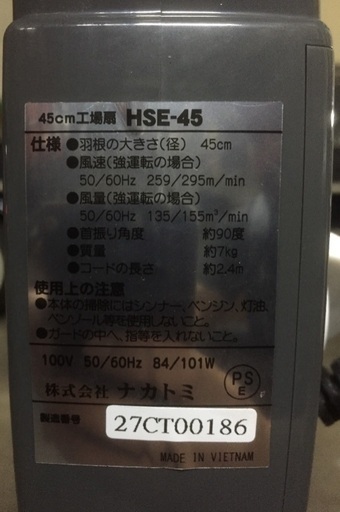 45cm工場扇 HSE-45
仕様 ●羽根の大きさ(径) 45cm
●風速(強運転の場合)
50/60Hz 259/295m/min
●風量(強運転の場合)
50/60Hz 135/155m³/min
●首振り角度 約90度
●質量 約7kg
●コードの長さ 約2.4m
使用上の注意
●本体の掃除にはシンナー、ベンジン、灯油、
ベンゾール等を使用しないこと。
●ガードの中へ、指等を入れないこと。
100V 50/60Hz 84/101W
株式会社 ナカトミ PSE
製造番号 27CT00186
MADE IN VIETNAM